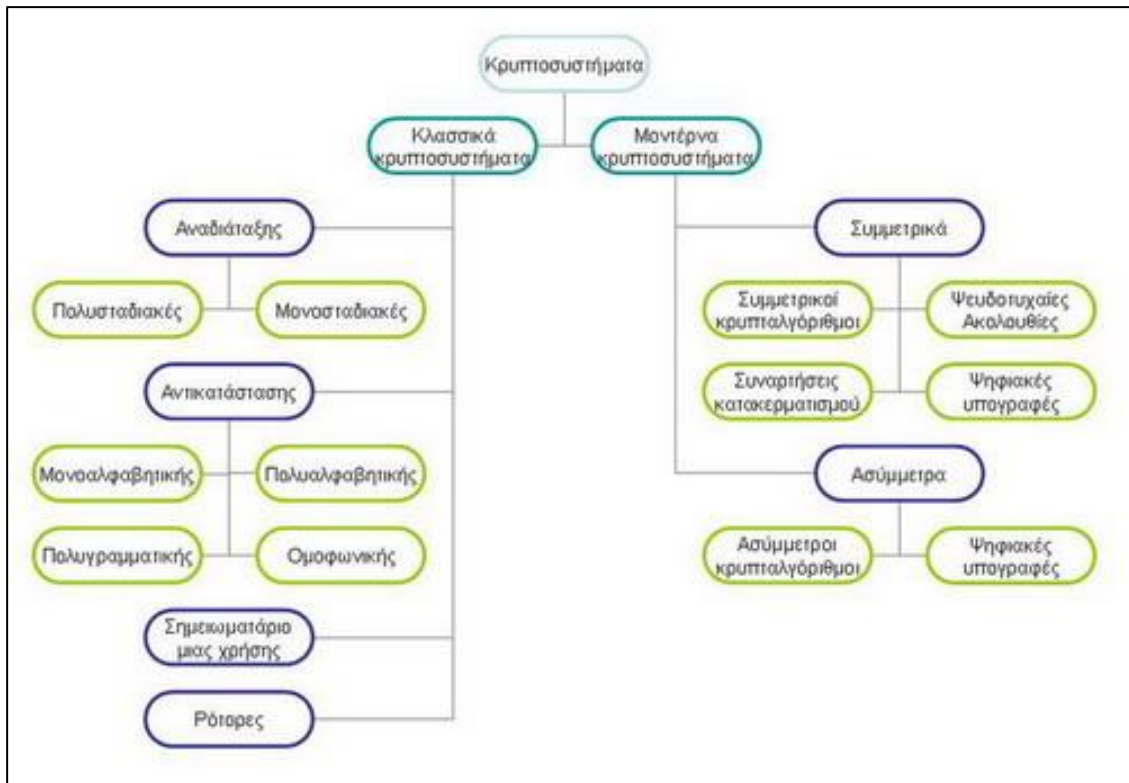 Κρυπτοσυστήματα
Κλασσικά
κρυπτοσυστήματα
Μοντέρνα
κρυπτοσυστήματα
Αναδιάταξης
Πολυσταδιακές
Μονοσταδιακές
Αντικατάστασης
Μονοαλφαβητικής
Πολυαλφαβητικής
Πολυγραμματικής
Ομοφωνικής
Σημειωματάριο
μιας χρήσης
Ρότορες
Συμμετρικά
Συμμετρικοί
κρυπταλγόριθμοι
Ψευδοτυχαίες
Ακολουθίες
Συναρτήσεις
κατακερματισμού
Ψηφιακές
υπογραφές
Ασύμμετρα
Ασύμμετροι
κρυπταλγόριθμοι
Ψηφιακές
υπογραφές